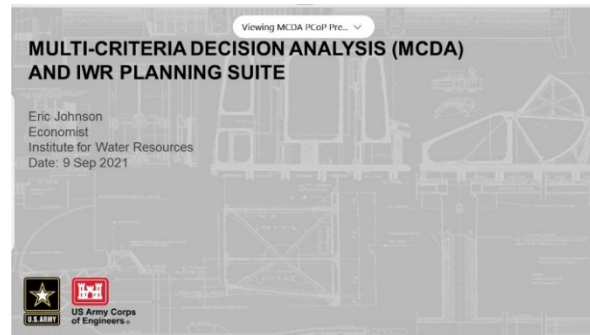 Viewing MCDA PCoP Pre...
MULTI-CRITERIA DECISION ANALYSIS (MCDA)
AND IWR PLANNING SUITE
Eric Johnson
Economist
Institute for Water Resources
Date: 9 Sep 2021
U.S. ARMY
US Army Corps
of Engineers®